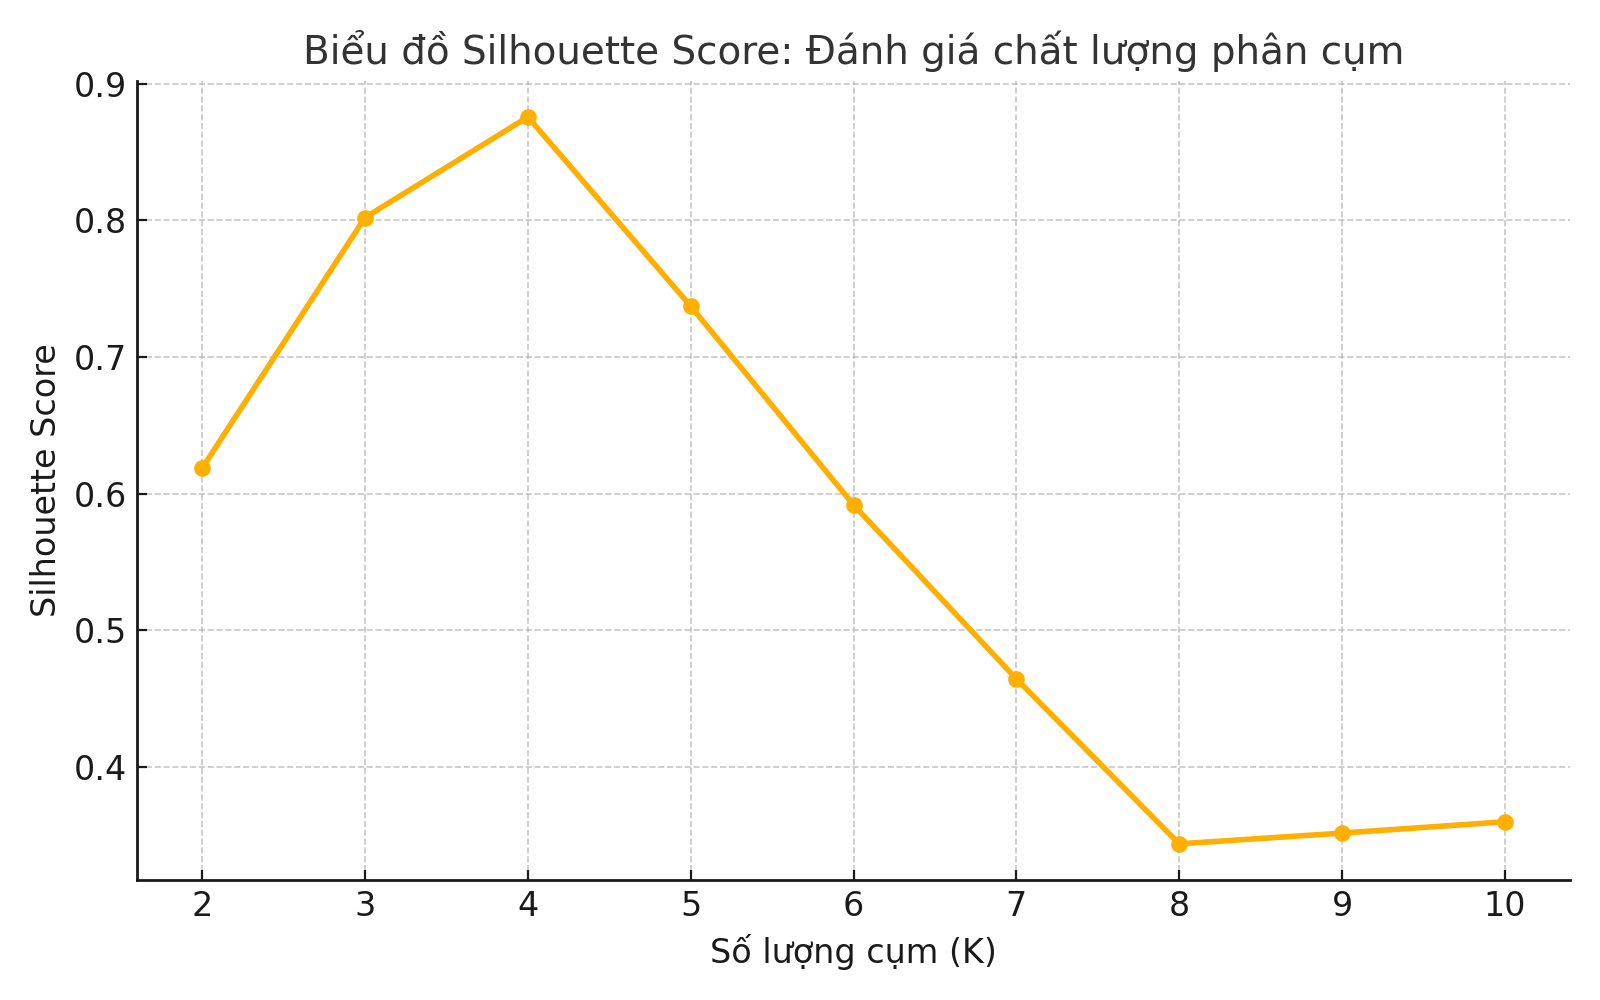 Biểu đồ Silhouette Score: Đánh giá chất lượng phân cụm
0.9
0.8
0.7
0.6
0.5
0.4
Silhouette Score
2 3 4 5 6 7 8 9 10
Số lượng cụm (K)